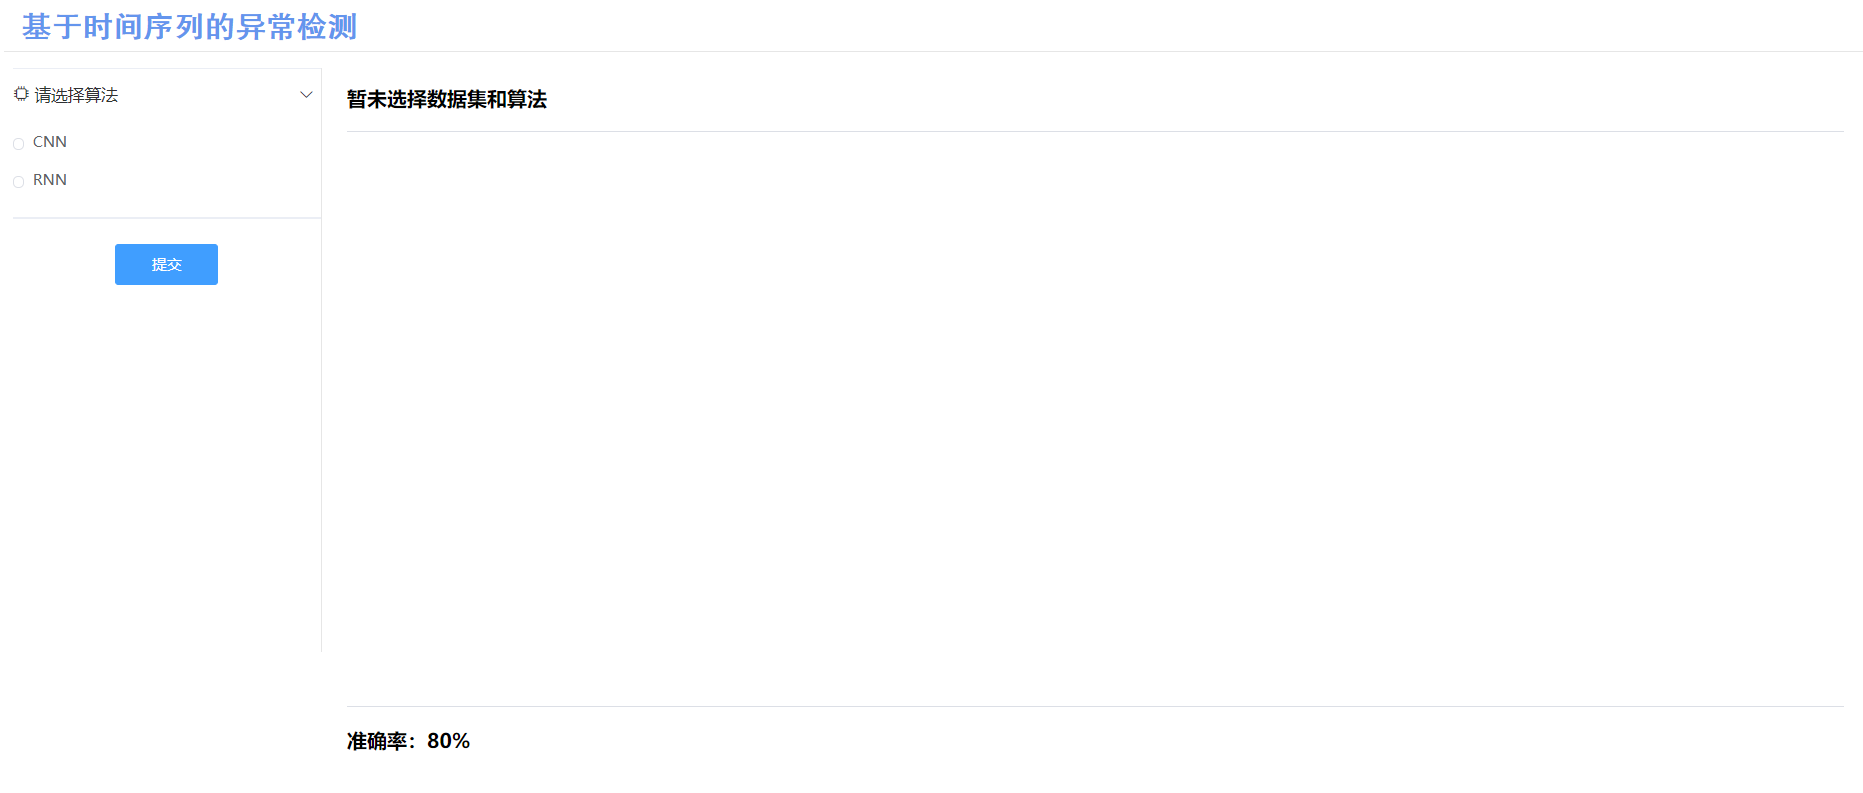 基于时间序列的异常检测
请选择算法
CNN
RNN
提交
暂未选择数据集和算法
准确率：80%